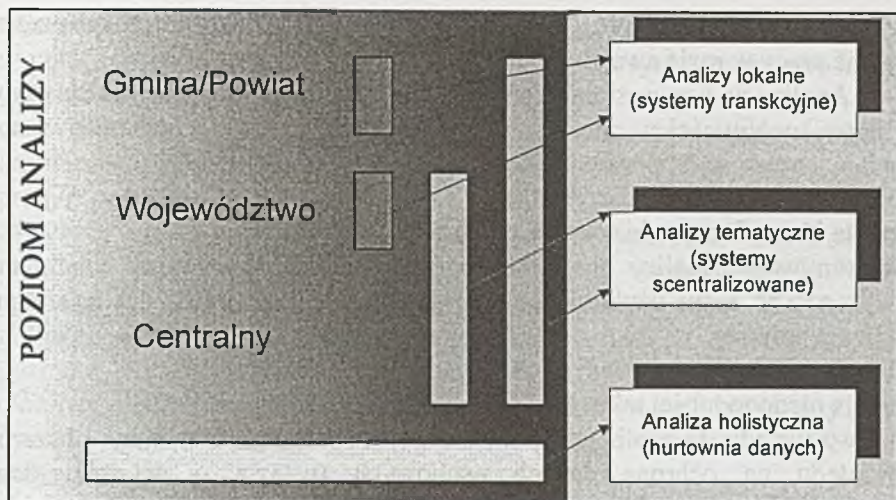 POZIOM ANALIZY
Gmina/Powiat
Województwo
Centralny
Analizy lokalne
(systemy transkcyjne)
Analizy tematyczne
(systemy
scentralizowane)
Analiza holistyczna
(hurtownia danych)